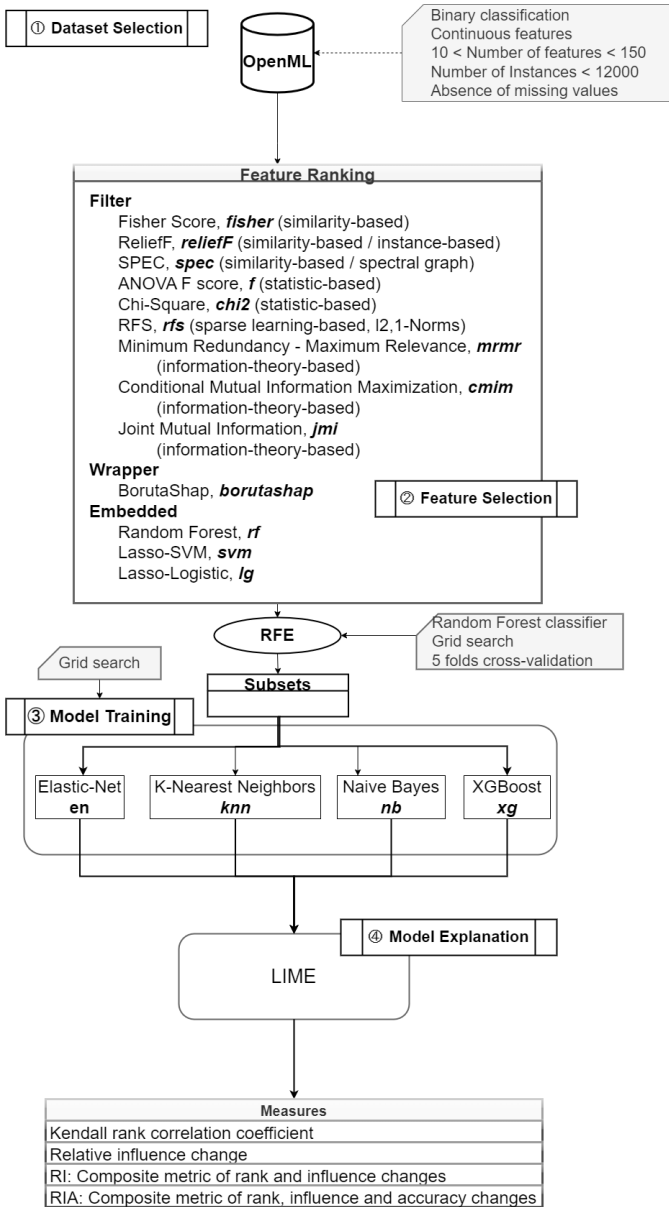 ① Dataset Selection
OpenML
Binary classification
Continuous features
10 < Number of features < 150
Number of Instances < 12000
Absence of missing values
Feature Ranking
Filter
Fisher Score, fisher (similarity-based)
ReliefF, reliefF (similarity-based / instance-based)
SPEC, spec (similarity-based / spectral graph)
ANOVA F score, f (statistic-based)
Chi-Square, chi2 (statistic-based)
RFS, rfs (sparse learning-based, l2,1-Norms)
Minimum Redundancy - Maximum Relevance, mrmr
(information-theory-based)
Conditional Mutual Information Maximization, cmim
(information-theory-based)
Joint Mutual Information, jmi
(information-theory-based)
Wrapper
BorutaShap, borutashap
Embedded
Random Forest, rf
Lasso-SVM, svm
Lasso-Logistic, lg
② Feature Selection
RFE
Random Forest classifier
Grid search
5 folds cross-validation
Grid search
Subsets
③ Model Training
Elastic-Net
en
K-Nearest Neighbors
knn
Naive Bayes
nb
XGBoost
xg
④ Model Explanation
LIME
Measures
Kendall rank correlation coefficient
Relative influence change
RI: Composite metric of rank and influence changes
RIA: Composite metric of rank, influence and accuracy changes